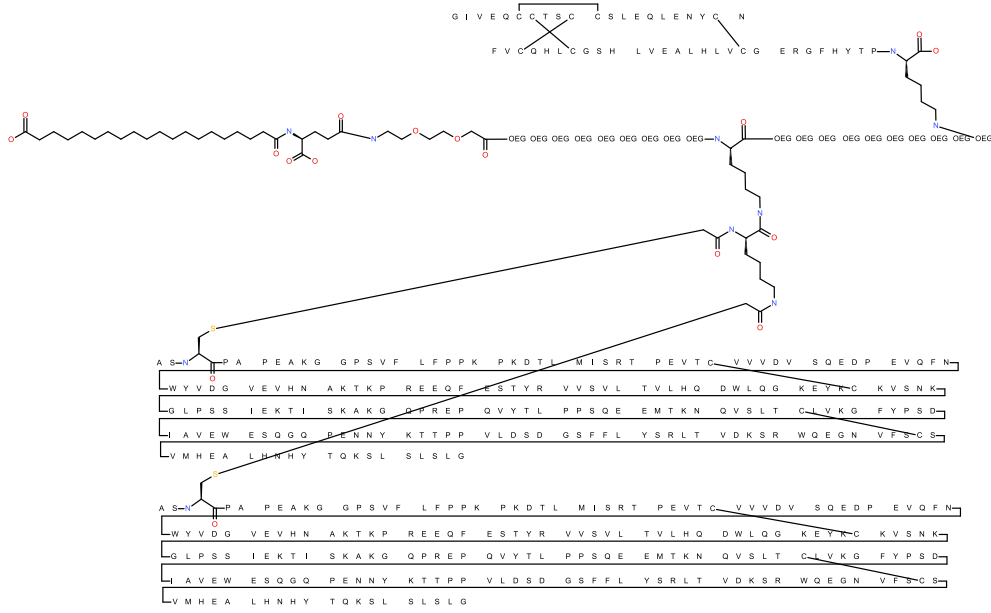 G I V E Q C C T S C C S L E Q L E N Y C N
O
F V C Q H L C G S H L V E A L H L V C G E R G F H Y T P N O
O O O N
N O
O N O OEG OEG OEG OEG OEG OEG OEG OEG OEG OEG N OEG OEG OEG OEG OEG OEG OEG OEG OEG OEG OEG
O O O
O
N
N O
O
N
S O
A S N P A P E A K G G P S V F L F P P K P K D T L M I S R T P E V T C V V V D V S Q E D P E V Q F N
O
W Y V D G V E V H N A K T K P R E E Q F E S T Y R V V S V L T V L H Q D W L Q G K E Y K C K V S N K
G L P S S I E K T I S K A K G Q P R E P Q V Y T L P P S Q E E M T K N Q V S L T C L V K G F Y P S D
I A V E W E S Q G Q P E N N Y K T T P P V L D S D G S F F L Y S R L T V D K S R W Q E G N V F S C S
V M H E A L H N H Y T Q K S L S L S L G
S
A S N P A P E A K G G P S V F L F P P K P K D T L M I S R T P E V T C V V V D V S Q E D P E V Q F N
O
W Y V D G V E V H N A K T K P R E E Q F E S T Y R V V S V L T V L H Q D W L Q G K E Y K C K V S N K
G L P S S I E K T I S K A K G Q P R E P Q V Y T L P P S Q E E M T K N Q V S L T C L V K G F Y P S D
I A V E W E S Q G Q P E N N Y K T T P P V L D S D G S F F L Y S R L T V D K S R W Q E G N V F S C S
V M H E A L H N H Y T Q K S L S L S L G